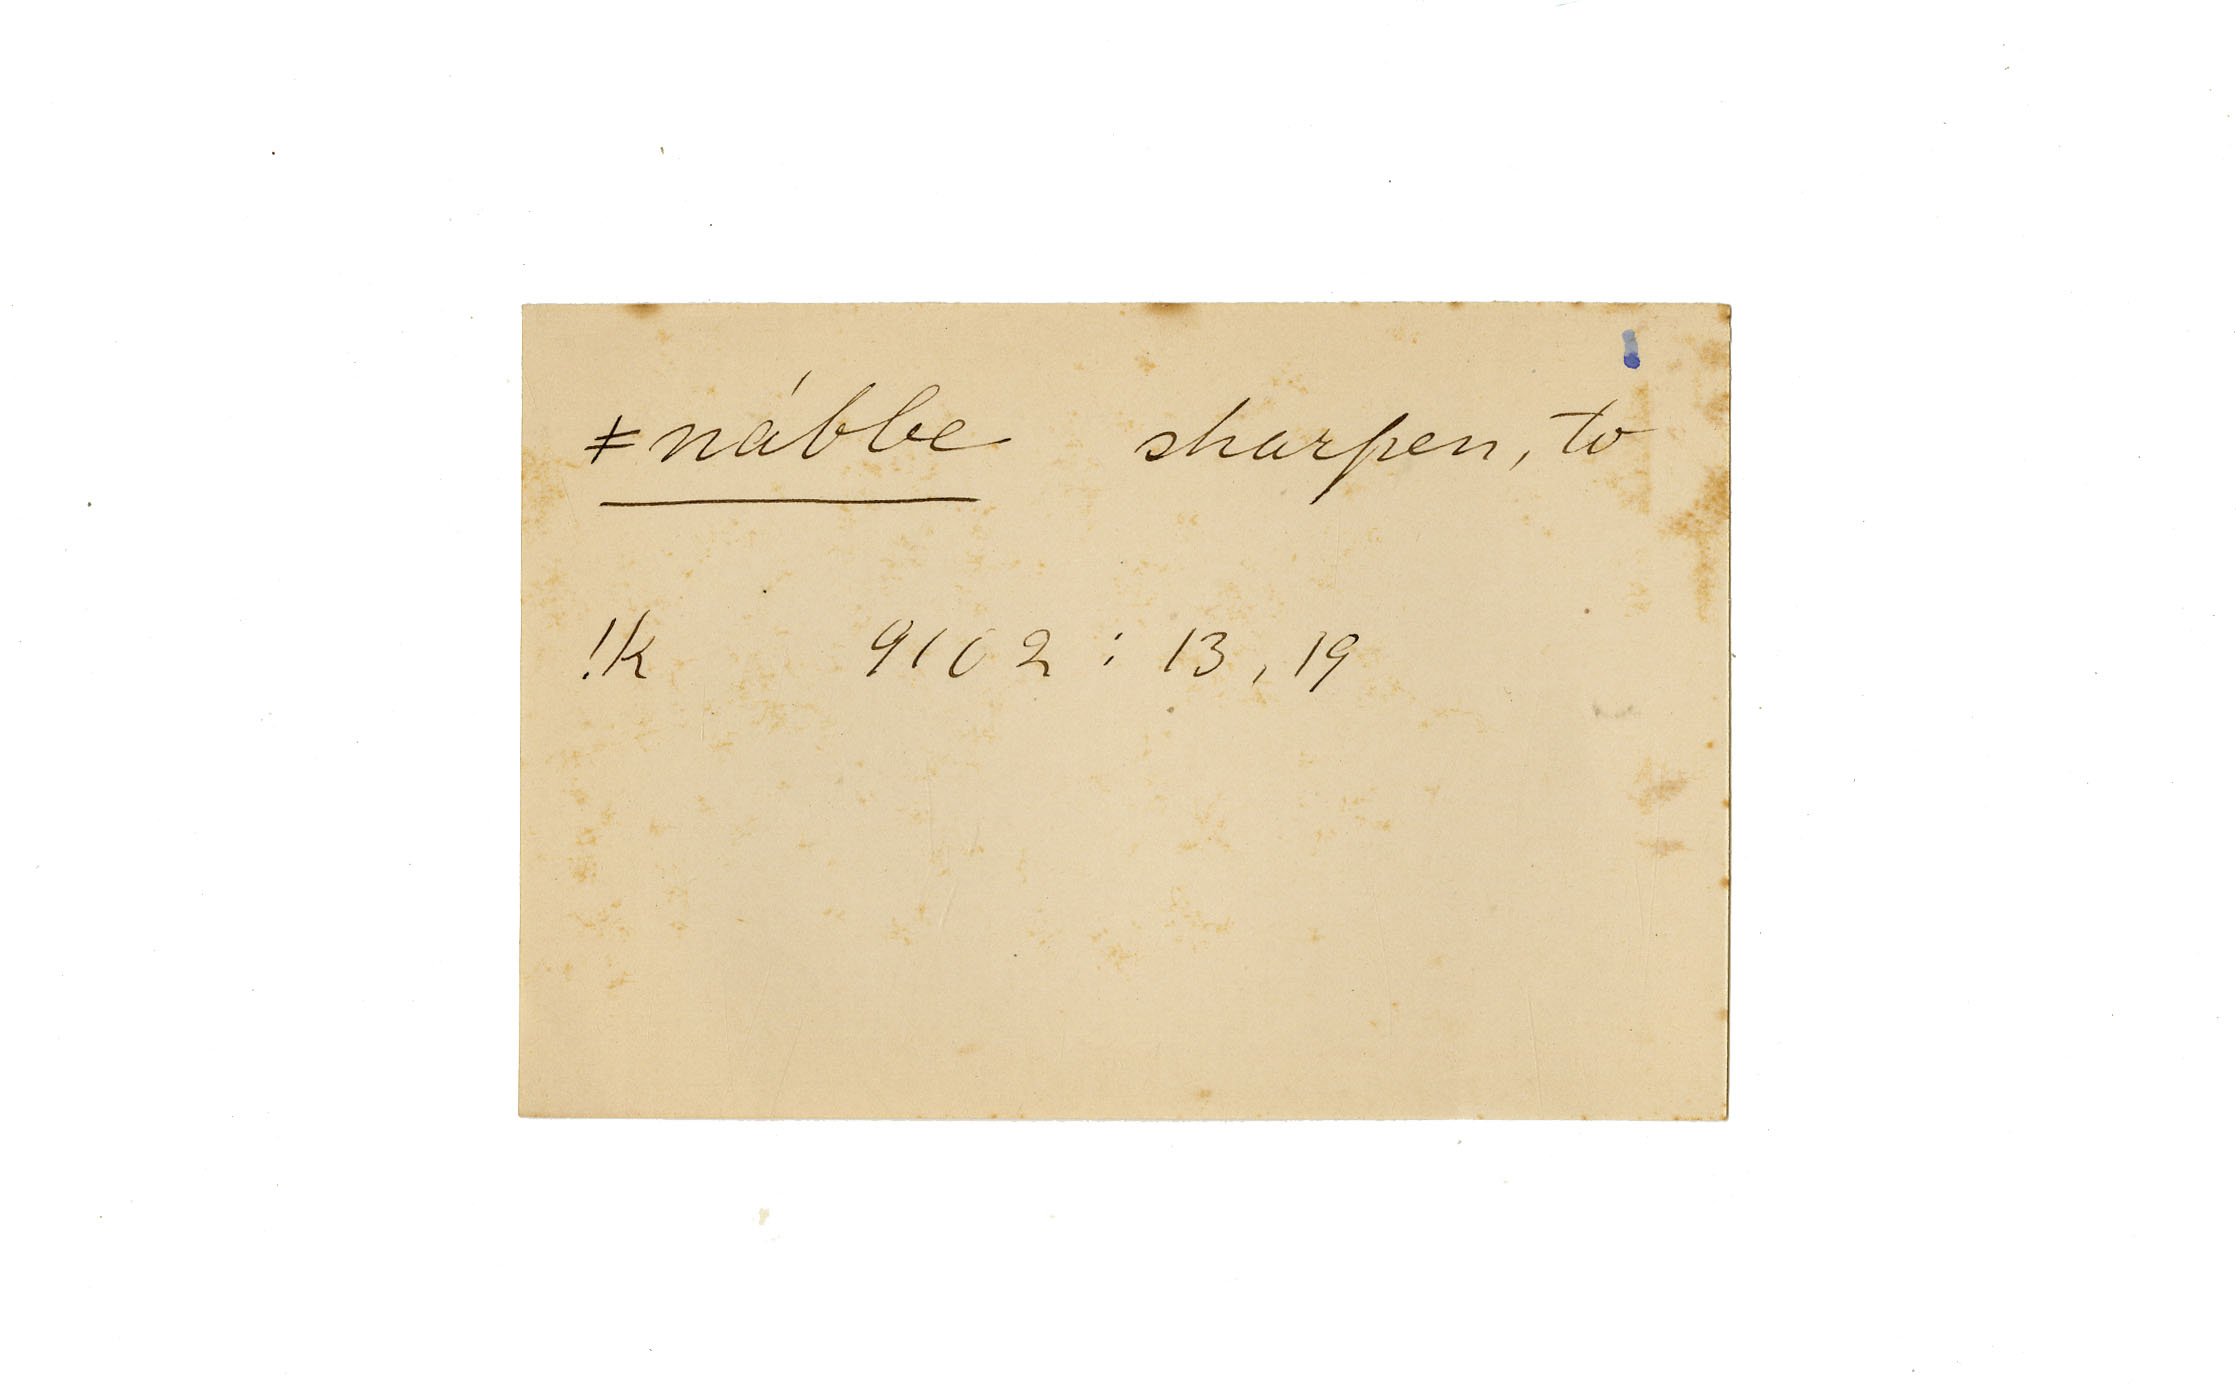 ǂnábbe sharpen, to
!k 9102 : 13, 19